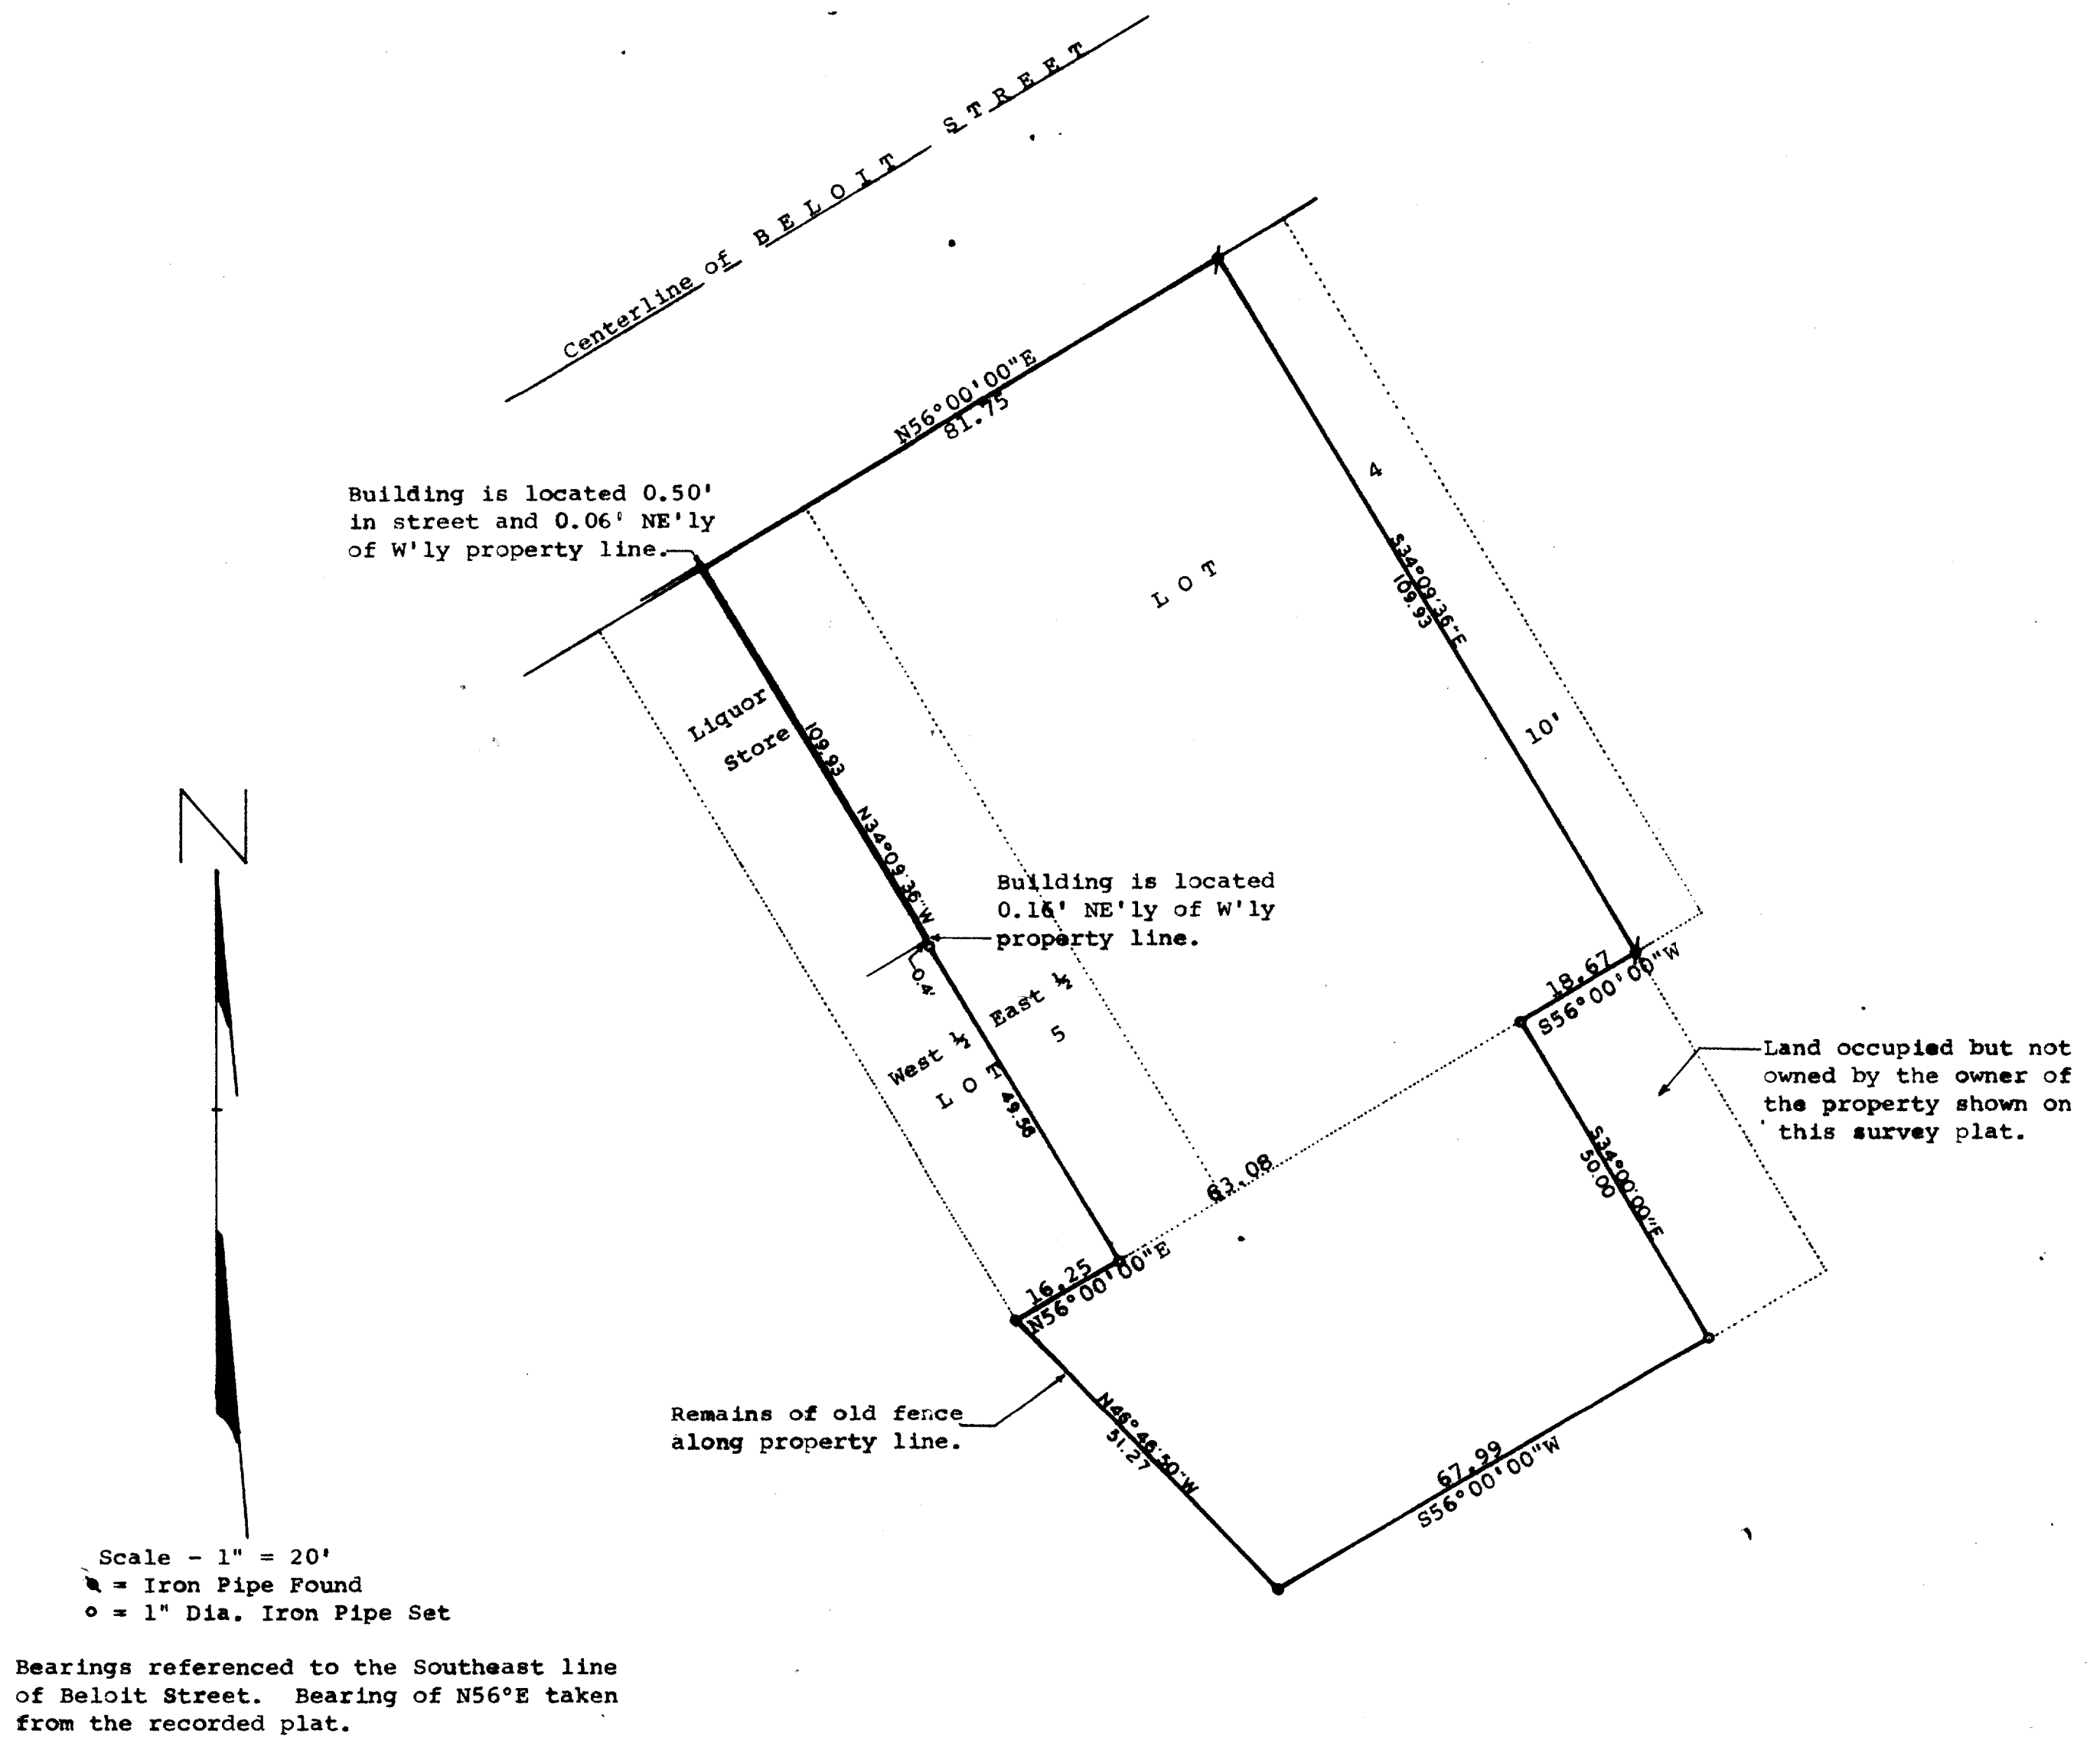 Centerline of BELOIT STREET
N56°00'00"E
81.75
Building is located 0.50'
in street and 0.06' NE'ly
of W'ly property line.
4
LOT
S34°09'36"E
109.93
10'
Liquor
Store
109.93
N34°09'36"W
N
Building is located
0.16' NE'ly of W'ly
property line.
0.4'
18.67
S56°00'00"W
East ½
5
West ½
LOT
49.58
Land occupied but not
owned by the owner of
the property shown on
this survey plat.
S34°00'00"E
50.00
63.08
16.25
N56°00'00"E
Remains of old fence
along property line.
N46°46'50"W
51.27
67.99
S56°00'00"W
Scale - 1" = 20'
= Iron Pipe Found
o = 1" Dia. Iron Pipe Set
Bearings referenced to the Southeast line
of Beloit Street. Bearing of N56°E taken
from the recorded plat.